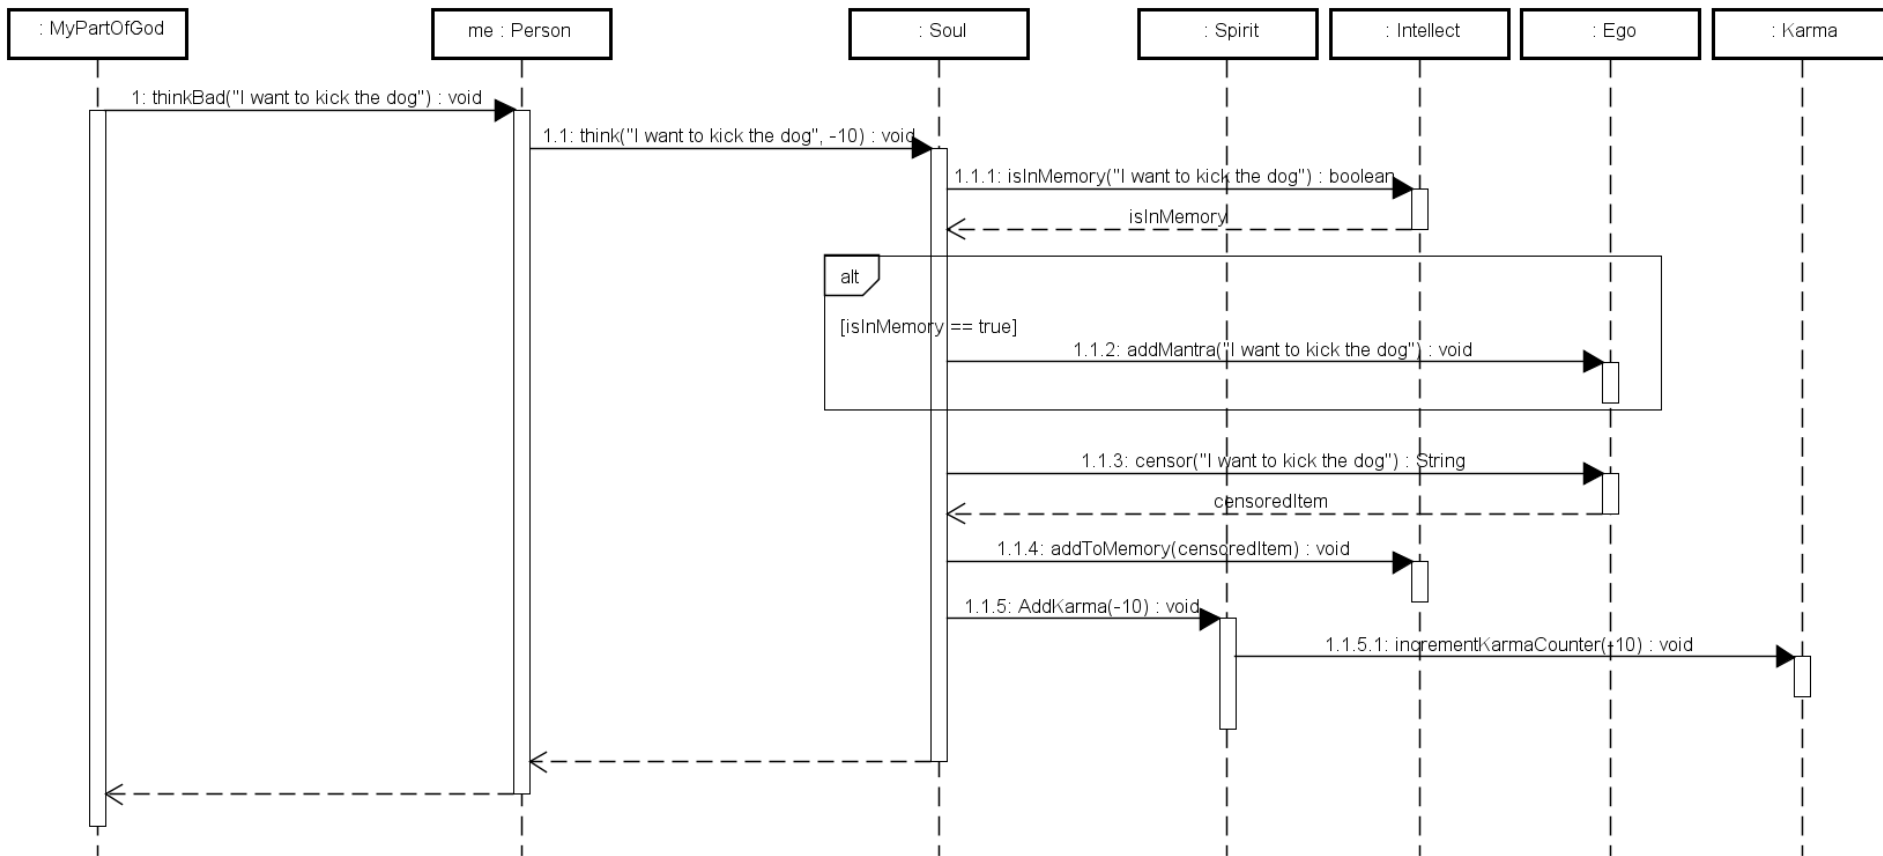 : MyPartOfGod
me : Person
: Soul
: Spirit
: Intellect
: Ego
: Karma
1: thinkBad("I want to kick the dog") : void
1.1: think("I want to kick the dog", -10) : void
1.1.1: isInMemory("I want to kick the dog") : boolean
isInMemory
alt
[isInMemory == true]
1.1.2: addMantra("I want to kick the dog") : void
1.1.3: censor("I want to kick the dog") : String
censoredItem
1.1.4: addToMemory(censoredItem) : void
1.1.5: AddKarma(-10) : void
1.1.5.1: incrementKarmaCounter(-10) : void